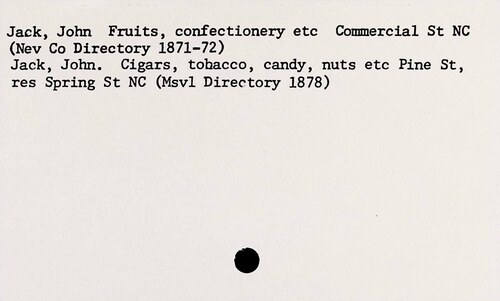 Jack, John  Fruits, confectionery etc  Commercial St NC
(Nev Co Directory 1871-72)
Jack, John.  Cigars, tobacco, candy, nuts etc Pine St,
res Spring St NC (Msvl Directory 1878)